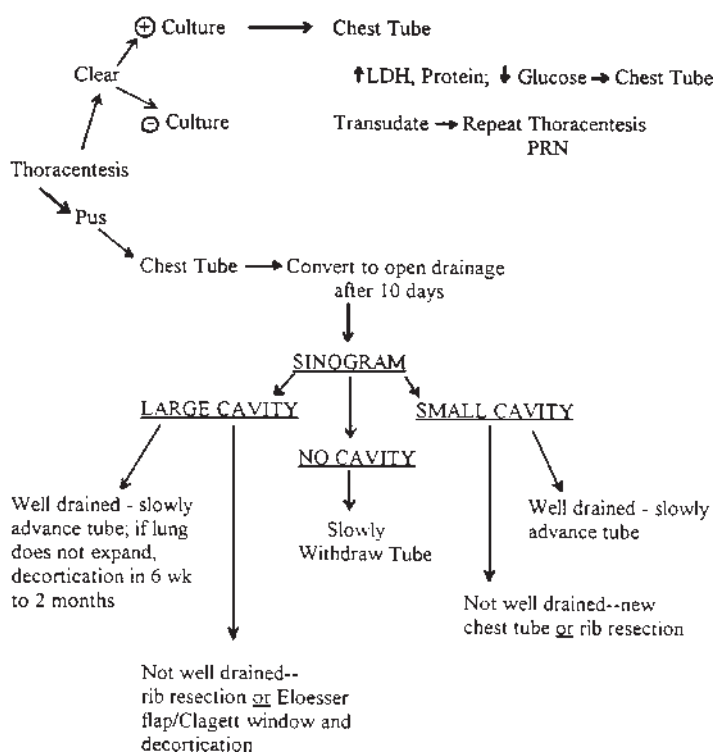 ⊕ Culture → Chest Tube
Clear
↑LDH, Protein; ↓ Glucose → Chest Tube
⊖ Culture
Transudate → Repeat Thoracentesis
PRN
Thoracentesis
Pus
Chest Tube → Convert to open drainage
after 10 days
SINOGRAM
LARGE CAVITY
SMALL CAVITY
NO CAVITY
Well drained - slowly
advance tube; if lung
does not expand,
decortication in 6 wk
to 2 months
Slowly
Withdraw Tube
Well drained - slowly
advance tube
Not well drained--new
chest tube or rib resection
Not well drained--
rib resection or Eloesser
flap/Clagett window and
decortication